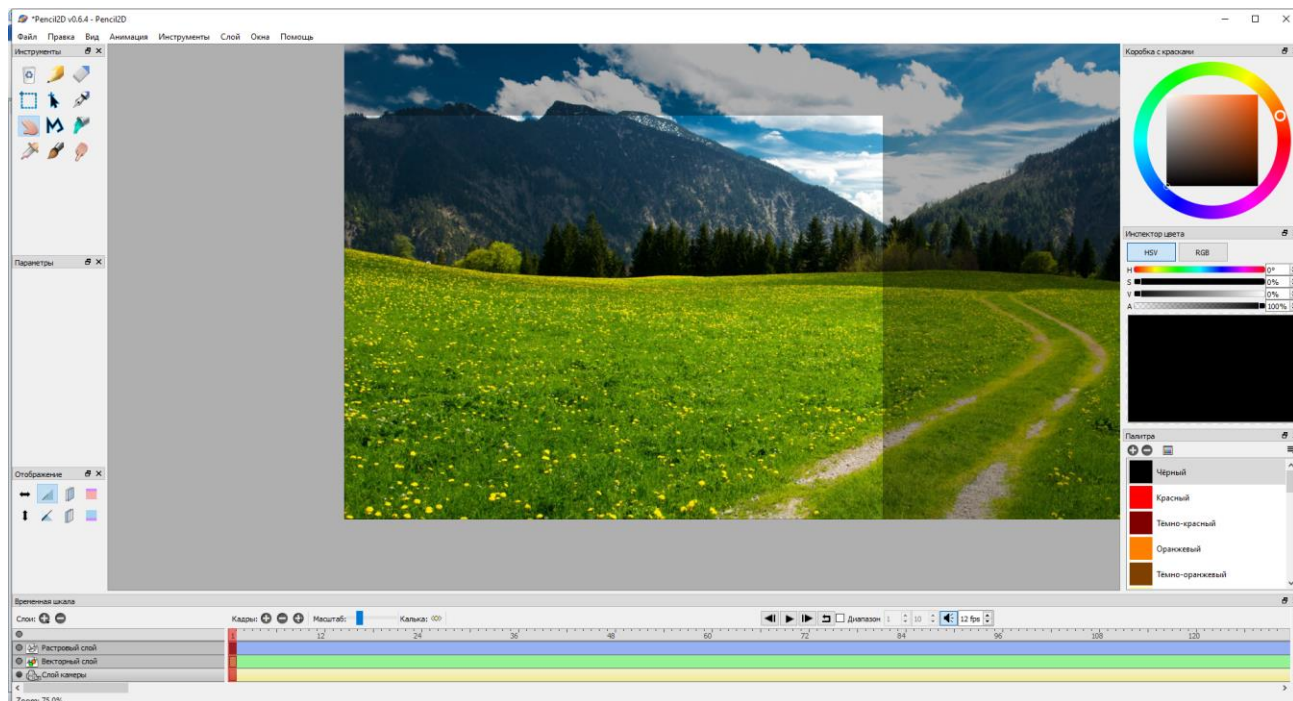 *Pencil2D v0.6.4 - Pencil2D
Файл Правка Вид Анимация Инструменты Слой Окна Помощь
Инструменты
Параметры
Отображение
Коробка с красками
Инспектор цвета
HSV RGB
H 0°
S 0%
V 0%
A 100%
Палитра
Чёрный
Красный
Тёмно-красный
Оранжевый
Тёмно-оранжевый
Временная шкала
Слои: Кадры: Масштаб: Калька: Диапазон 1 10 12 fps
1 12 24 36 48 60 72 84 96 108 120
Растровый слой
Векторный слой
Слой камеры
Zoom: 75.0%